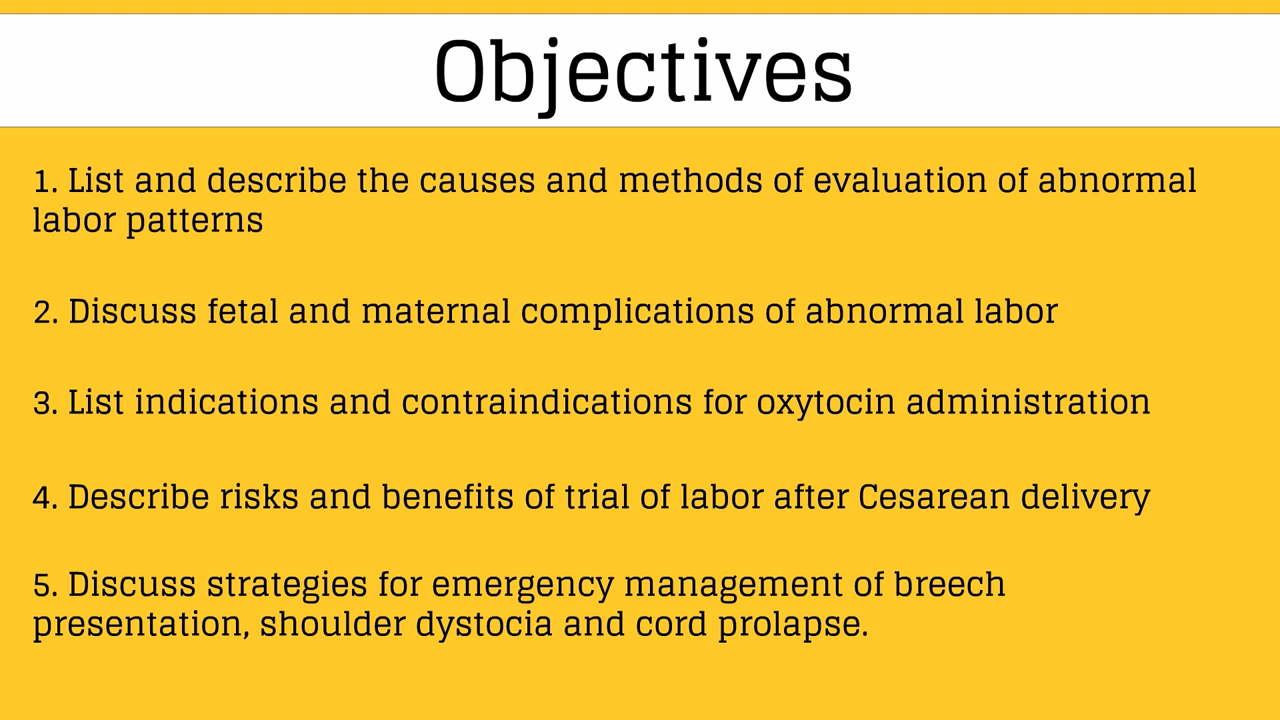 Objectives
1. List and describe the causes and methods of evaluation of abnormal
labor patterns
2. Discuss fetal and maternal complications of abnormal labor
3. List indications and contraindications for oxytocin administration
4. Describe risks and benefits of trial of labor after Cesarean delivery
5. Discuss strategies for emergency management of breech
presentation, shoulder dystocia and cord prolapse.